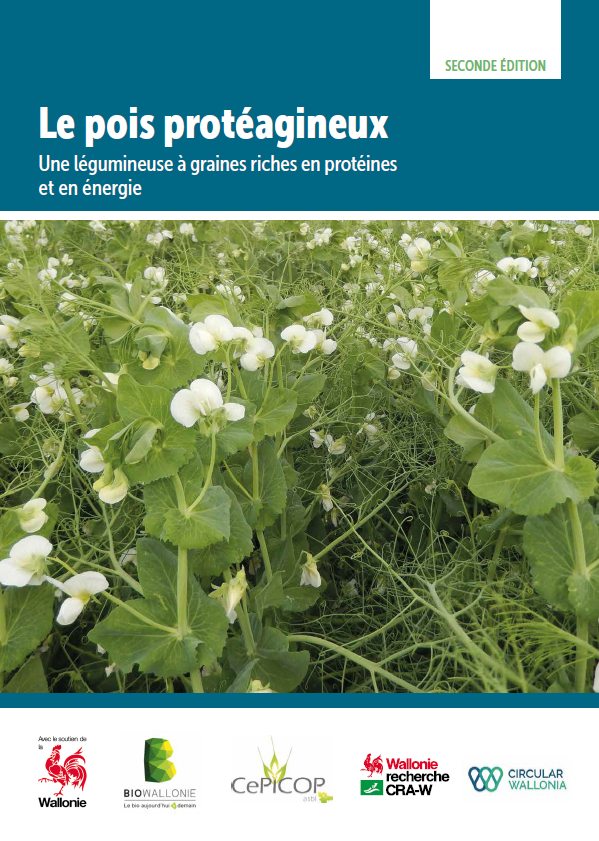 SECONDE ÉDITION
Le pois protéagineux
Une légumineuse à graines riches en protéines
et en énergie
Avec le soutien de
la
Wallonie
BIOWALLONIE
Le bio aujourd'hui & demain
CePICOP
asbl
Wallonie
recherche
CRA-W
CIRCULAR
WALLONIA